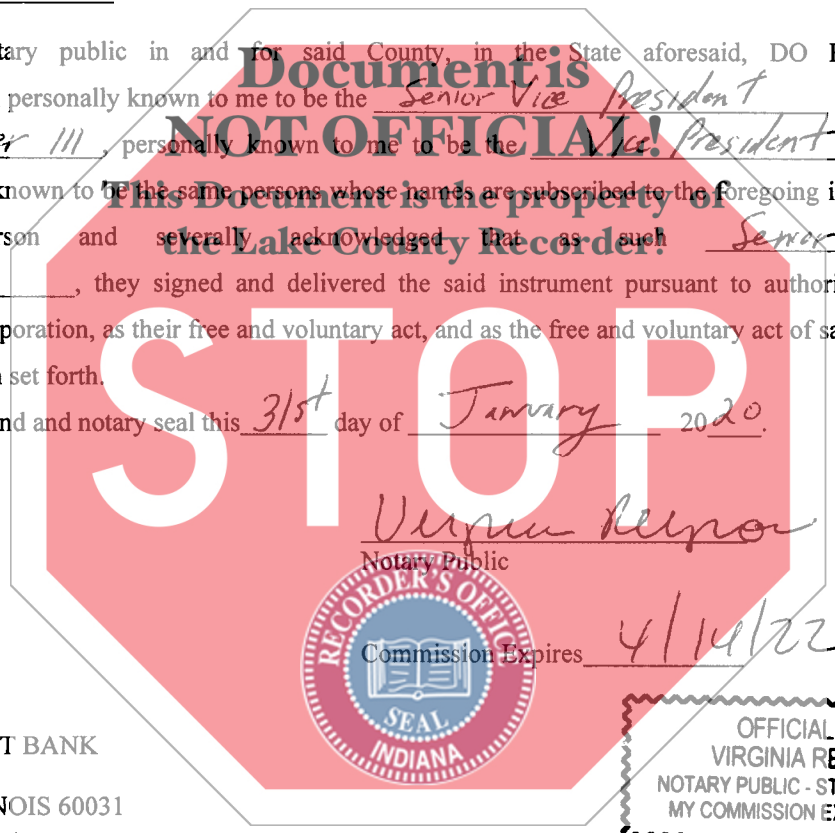 tary public in and for said County, in the State aforesaid, DO
Document is
personally known to me to be the Senior Vice President
NOT OFFICIAL!
III, personally known to me to be the Vice President
known to be the same persons whose names are subscribed to the foregoing i
This Document is the property of
rson and severally acknowledged that as such Senior
the Lake County Recorder!
, they signed and delivered the said instrument pursuant to authori
poration, as their free and voluntary act, and as the free and voluntary act of sa
set forth.
nd and notary seal this 31st day of January 2020.
STOP
Notary Public
RECORDER'S OFFICE
Commission Expires 4/14/22
SEAL
INDIANA
T BANK
OFFICIAL
VIRGINIA RE
NOTARY PUBLIC - ST
NOIS 60031
MY COMMISSION E